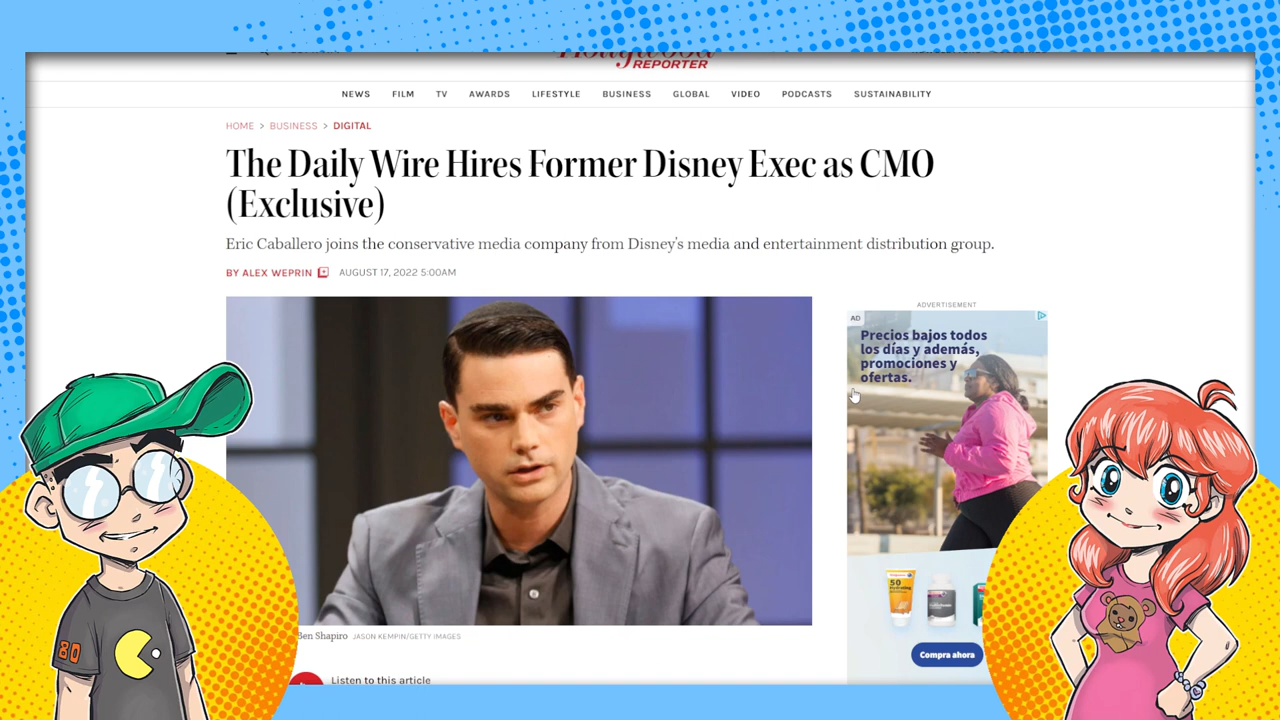 REPORTER
NEWS FILM TV AWARDS LIFESTYLE BUSINESS GLOBAL VIDEO PODCASTS SUSTAINABILITY
HOME > BUSINESS > DIGITAL
The Daily Wire Hires Former Disney Exec as CMO
(Exclusive)
Eric Caballero joins the conservative media company from Disney's media and entertainment distribution group.
BY ALEX WEPRIN AUGUST 17, 2022 5:00AM
ADVERTISEMENT
AD
Precios bajos todos
los días y además,
promociones y
ofertas.
50
Compra ahora
Ben Shapiro JASON KEMPIN/GETTY IMAGES
Listen to this article
80